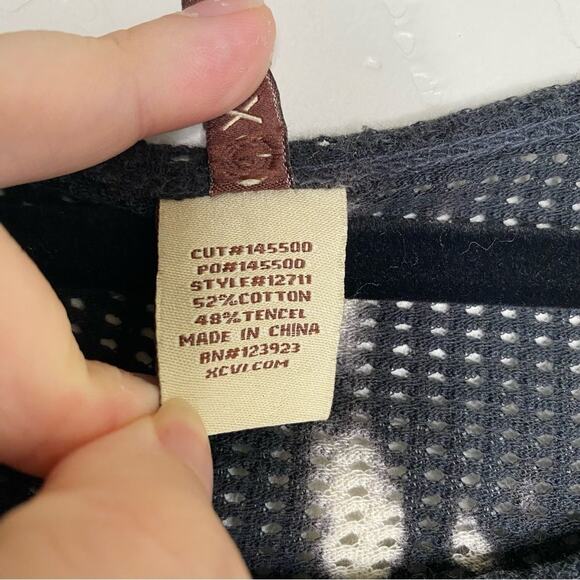 X
CUT#145500
PO#145500
STYLE#12711
52%COTTON
48%TENCEL
MADE IN CHINA
RN#123923
XCVI.COM